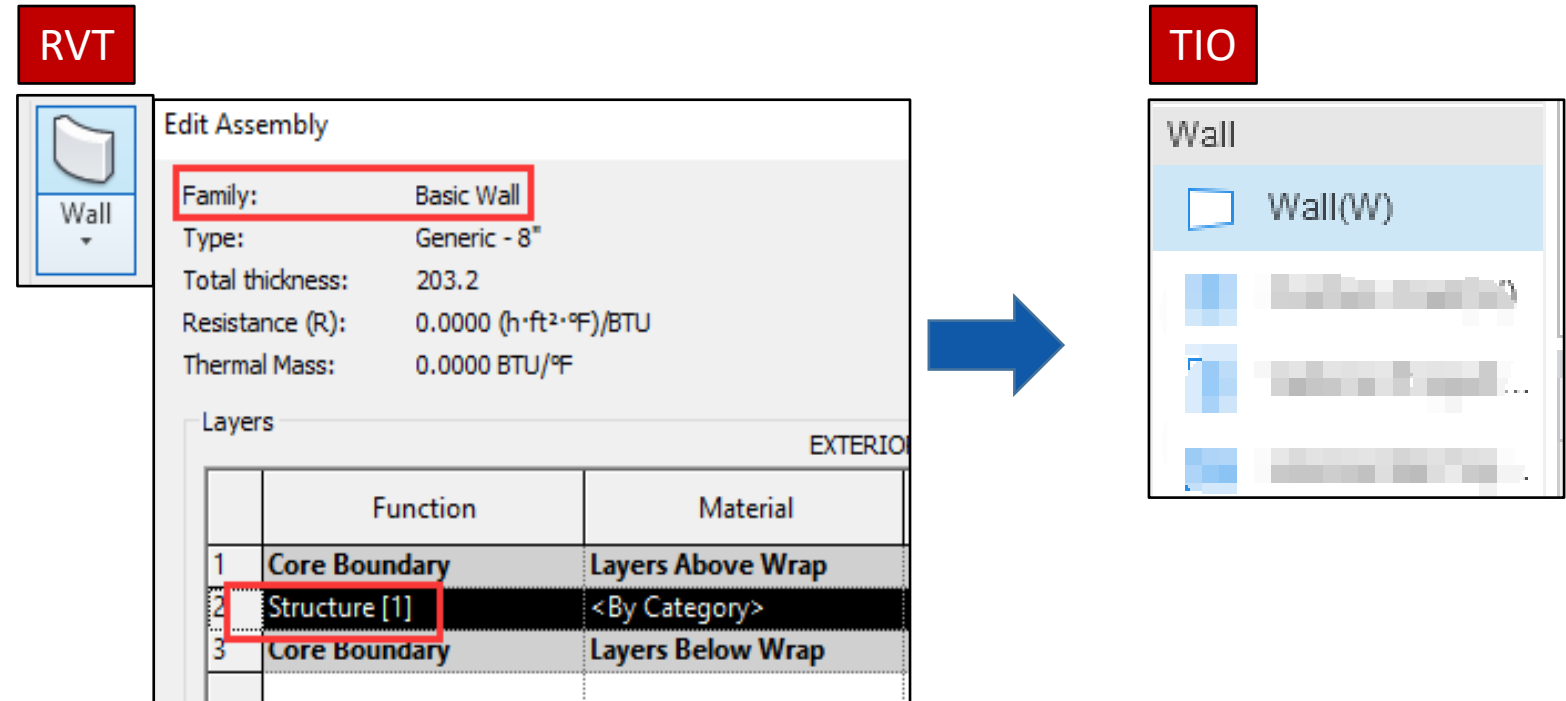 RVT
TIO
Wall
Edit Assembly
Family: Basic Wall
Type: Generic - 8"
Total thickness: 203.2
Resistance (R): 0.0000 (h·ft²·°F)/BTU
Thermal Mass: 0.0000 BTU/°F
Layers
EXTERIO
Function Material
1 Core Boundary Layers Above Wrap
2 Structure [1] <By Category>
3 Core Boundary Layers Below Wrap
Wall
Wall(W)